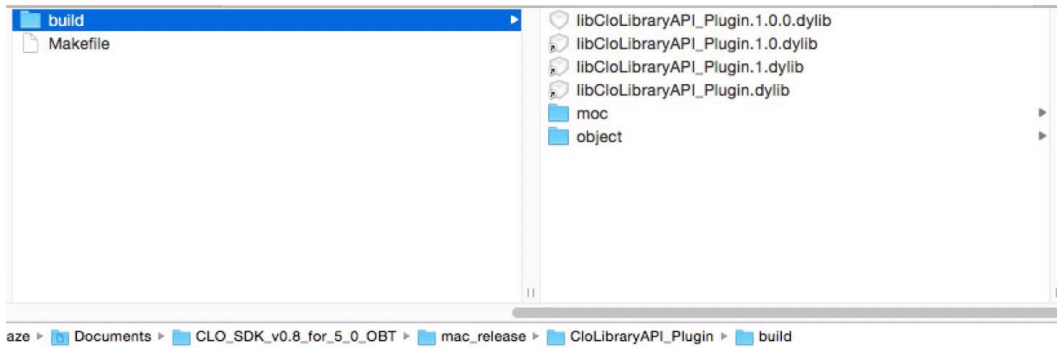 build
Makefile
libCloLibraryAPI_Plugin.1.0.0.dylib
libCloLibraryAPI_Plugin.1.0.dylib
libCloLibraryAPI_Plugin.1.dylib
libCloLibraryAPI_Plugin.dylib
moc
object
aze ▸ Documents ▸ CLO_SDK_v0.8_for_5_0_OBT ▸ mac_release ▸ CloLibraryAPI_Plugin ▸ build